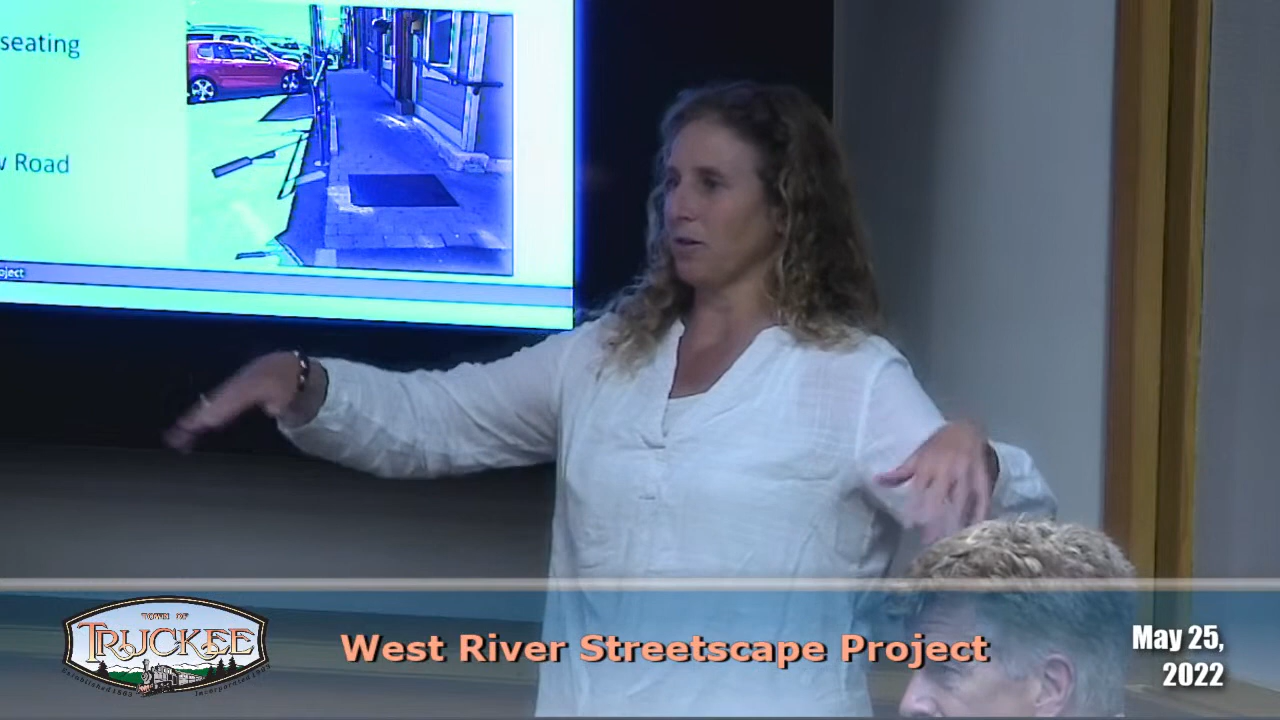 seating
w Road
oject
TOWN OF
TRUCKEE
West River Streetscape Project
May 25,
2022